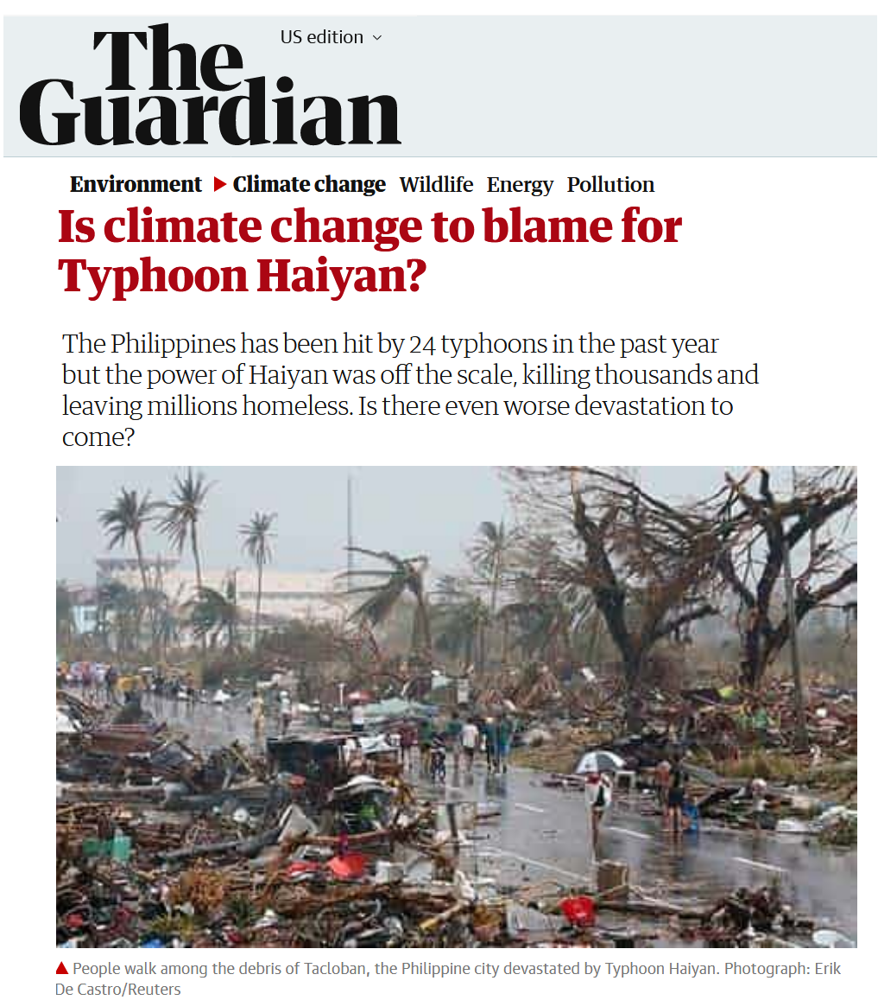 The
US edition
Guardian
Environment Climate change Wildlife Energy Pollution
Is climate change to blame for
Typhoon Haiyan?
The Philippines has been hit by 24 typhoons in the past year
but the power of Haiyan was off the scale, killing thousands and
leaving millions homeless. Is there even worse devastation to
come?
People walk among the debris of Tacloban, the Philippine city devastated by Typhoon Haiyan. Photograph: Erik
De Castro/Reuters